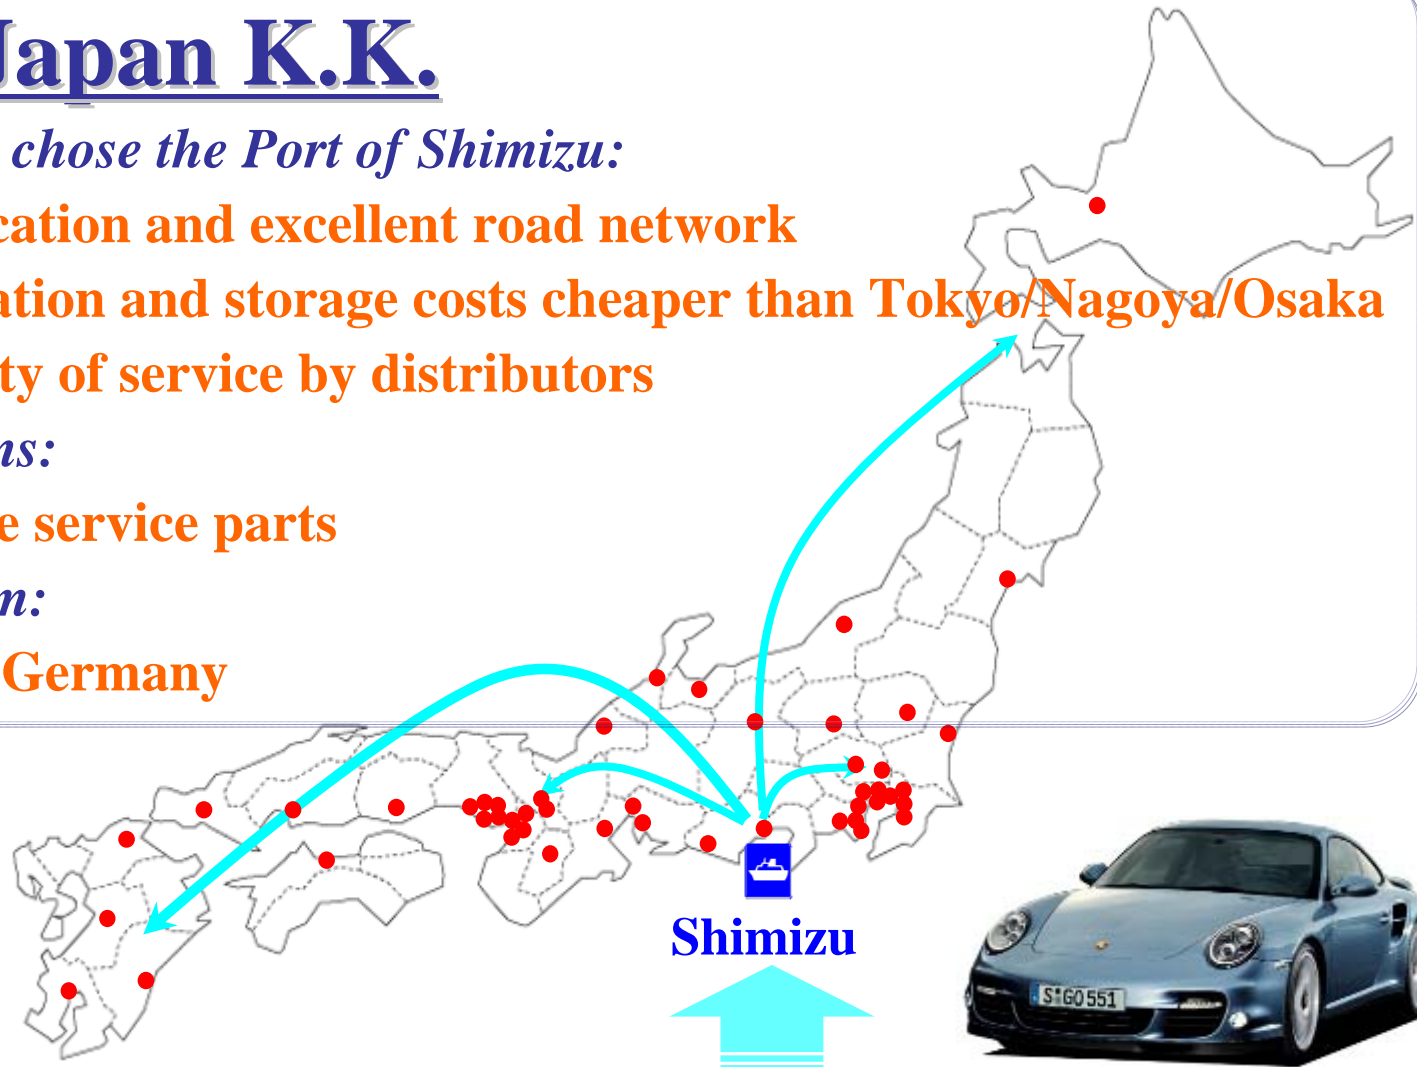 Japan K.K.
chose the Port of Shimizu:
cation and excellent road network
ation and storage costs cheaper than Tokyo/Nagoya/Osaka
ty of service by distributors
ns:
e service parts
n:
Germany
Shimizu
S GO 551